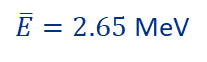 E̅ = 2.65 MeV